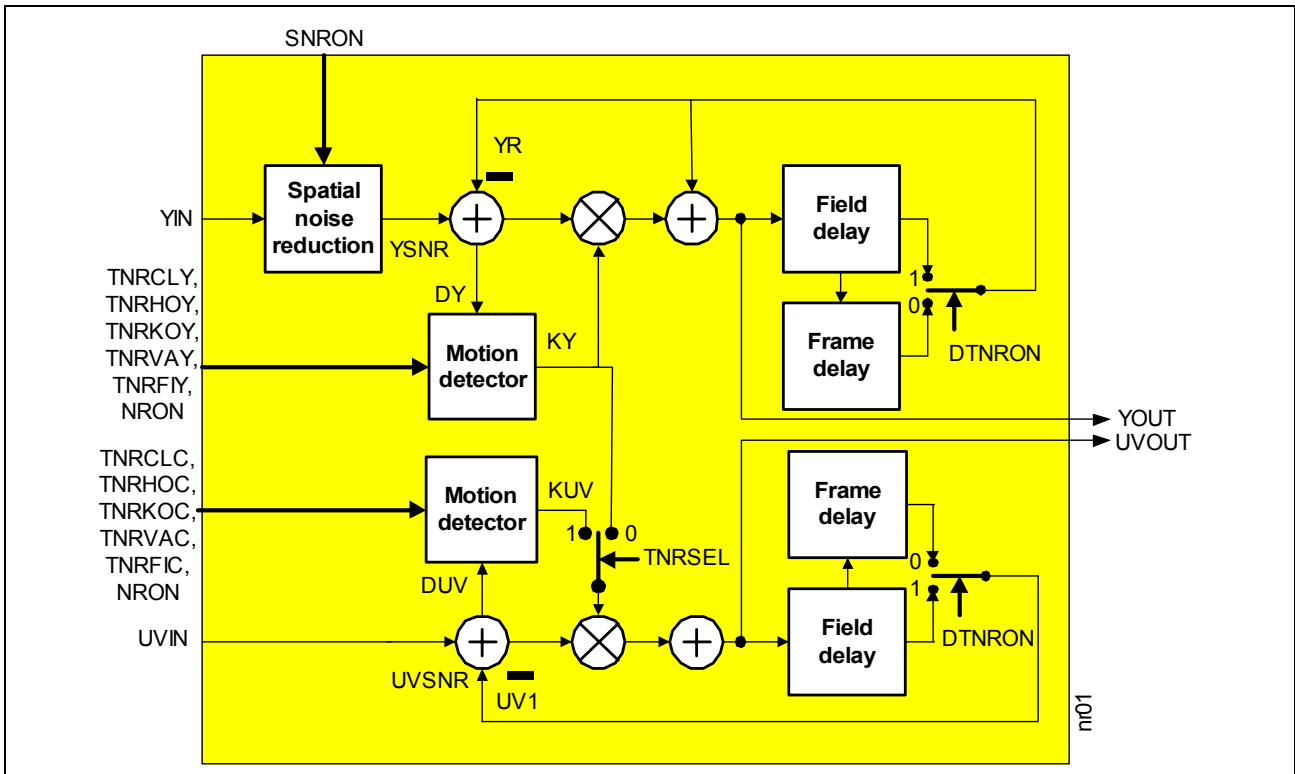 SNRON
YR
Spatial
noise
reduction
+
+
Field
delay
YIN
YSNR
1
0
DY
TNRCLY,
TNRHOY,
TNRKOY,
TNRVAY,
TNRFIY,
NRON
Motion
detector
KY
Frame
delay
DTNRON
YOUT
UVOUT
TNRCLC,
TNRHOC,
TNRKOC,
TNRVAC,
TNRFIC,
NRON
Motion
detector
KUV
1
0
TNRSEL
Frame
delay
0
1
DUV
UVIN
+
+
Field
delay
DTNRON
UVSNR
UV1
nr01